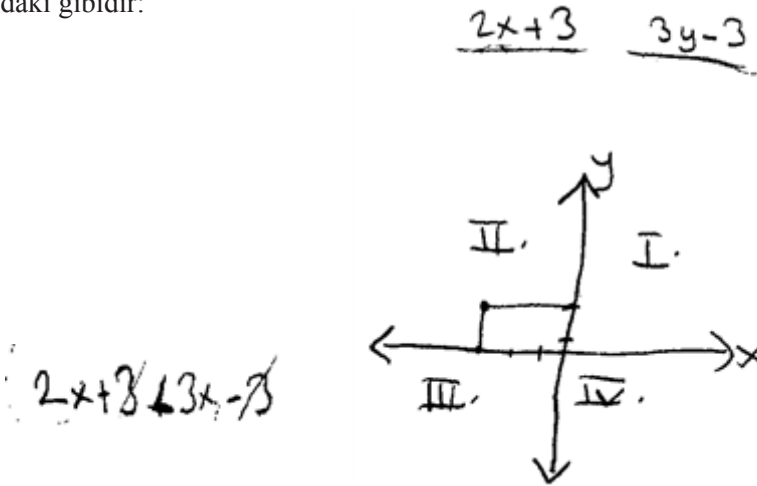 daki gibidir:
2x+3 3y-3
y
II. I.
x
III. IV.
2x+3 + 3x - 3